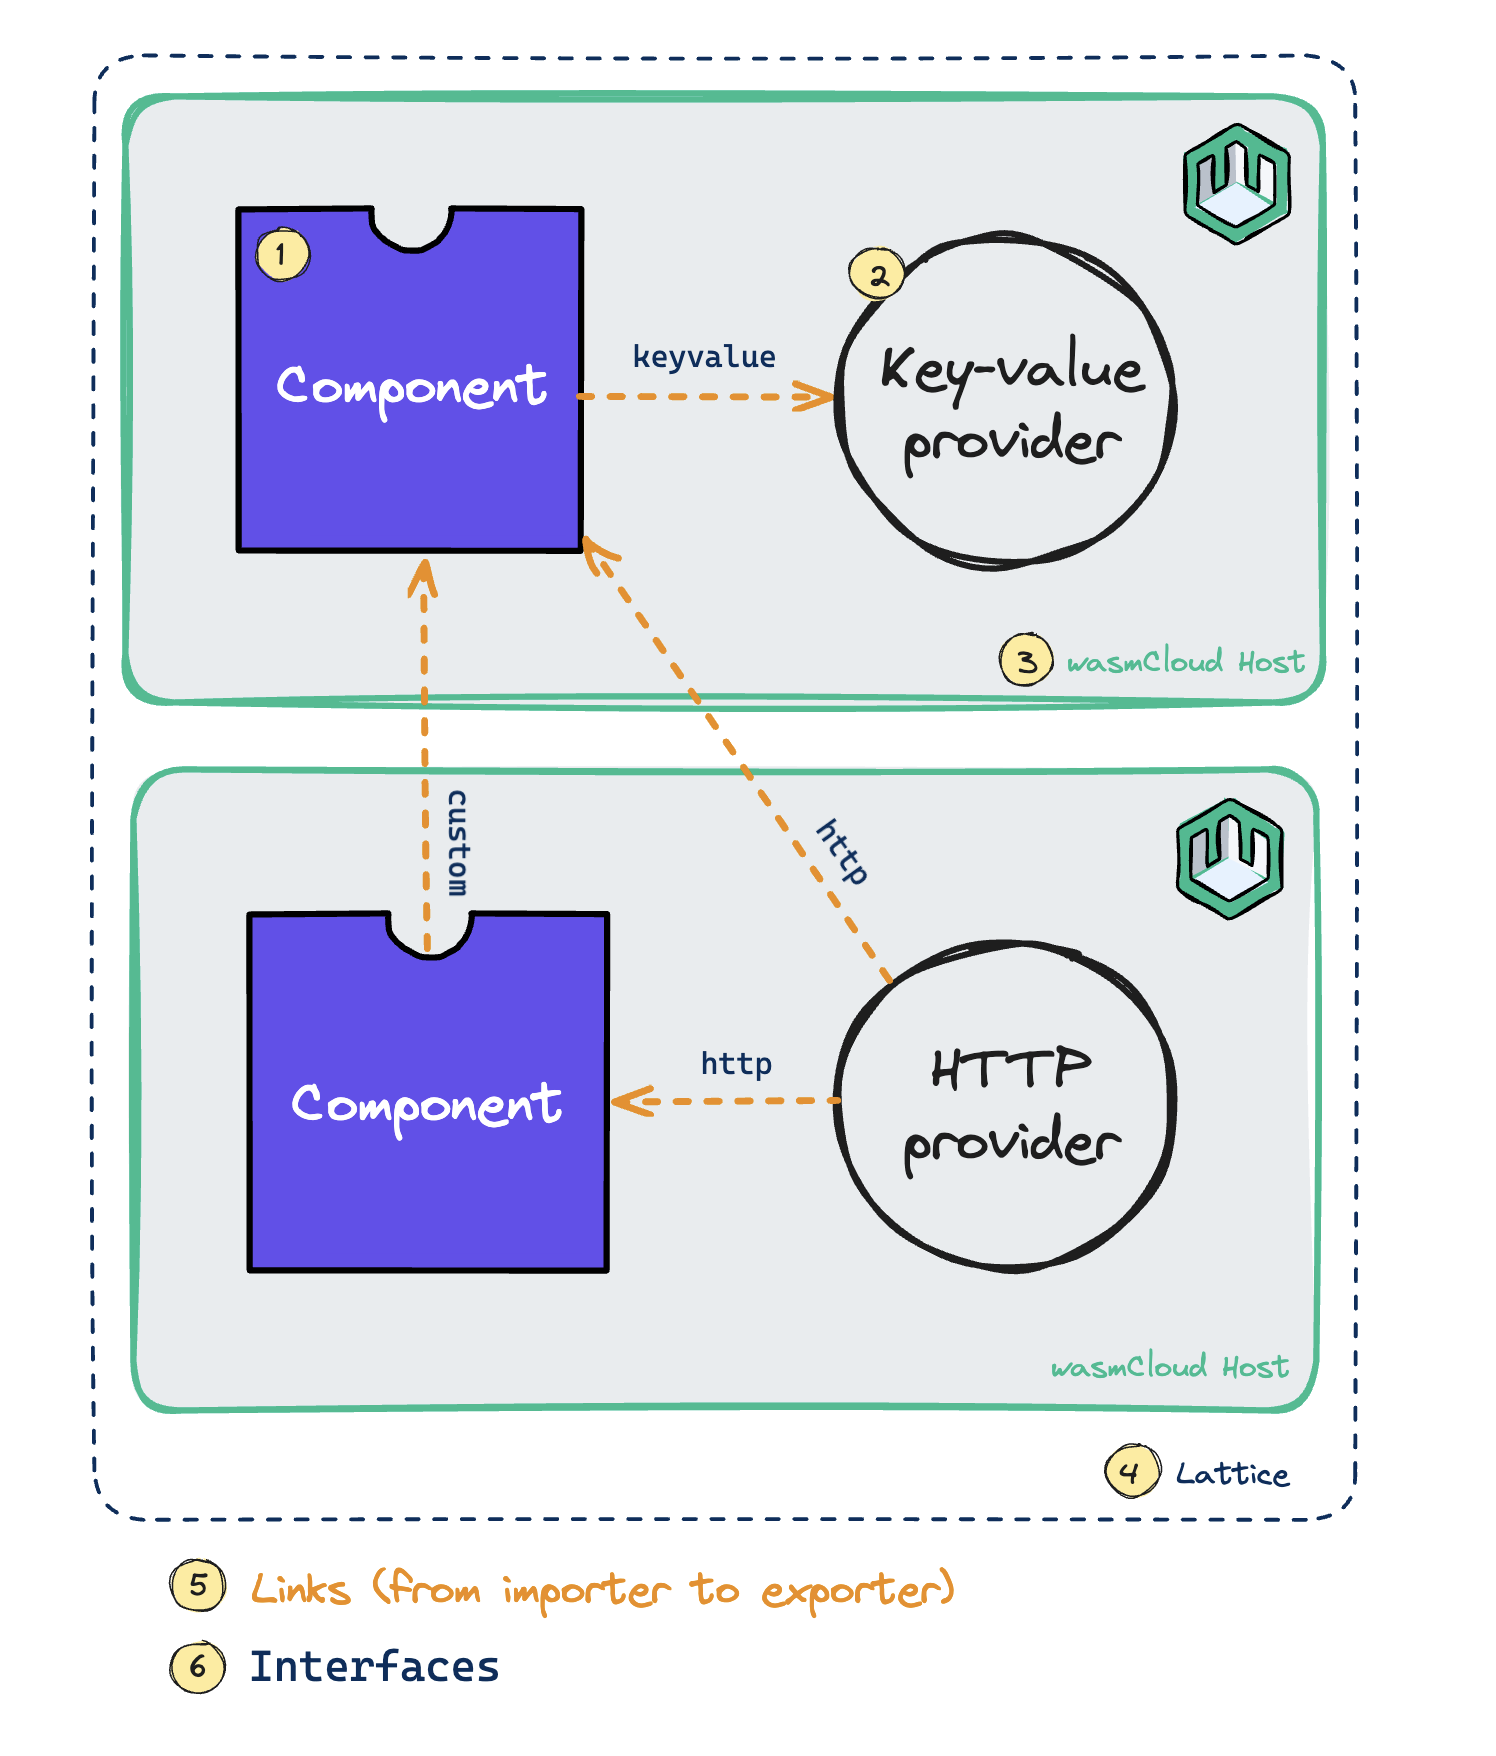 1
Component
keyvalue
2
Key-value
provider
3 wasmCloud Host
custom
http
Component
http
HTTP
provider
wasmCloud Host
4 Lattice
5 Links (from importer to exporter)
6 Interfaces